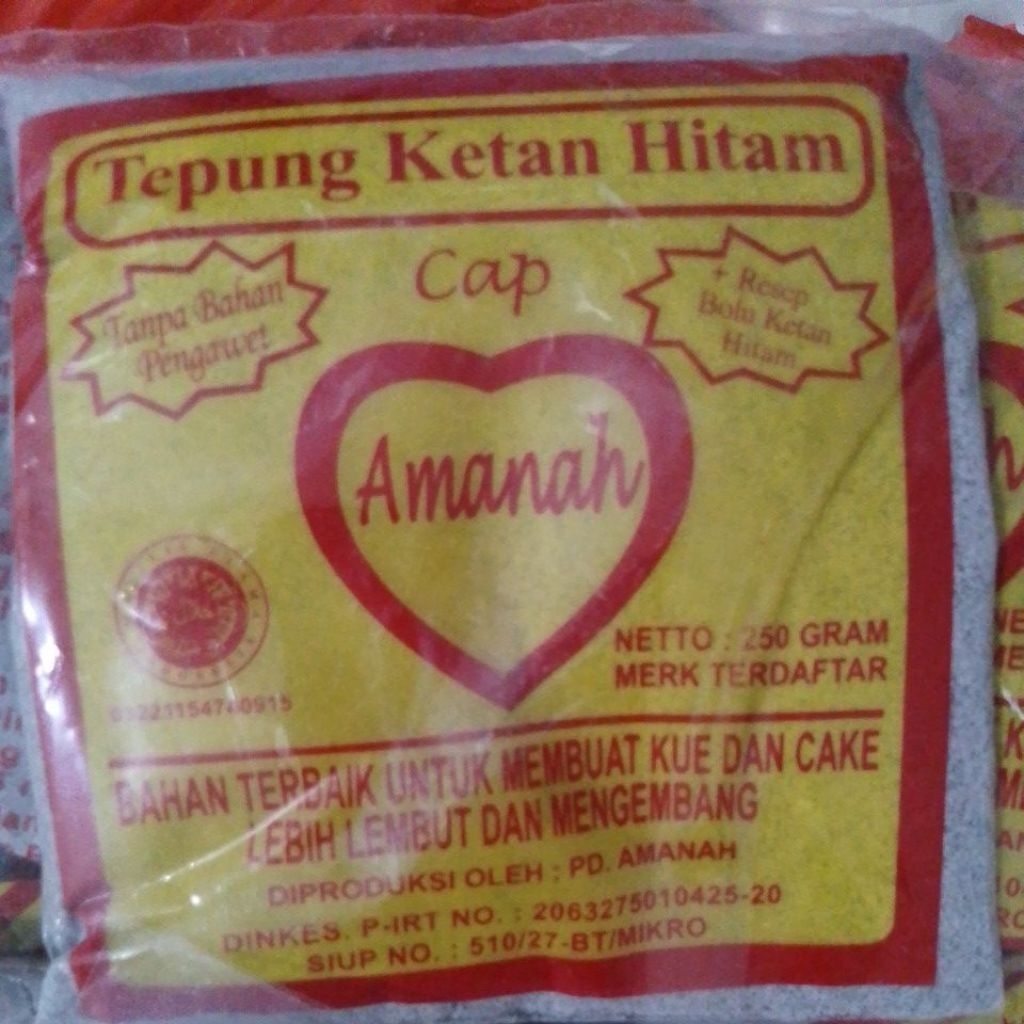 Tepung Ketan Hitam
Cap
Tanpa Bahan
Pengawet
+ Resep
Bolu Ketan
Hitam
Amanah
NETTO : 250 GRAM
MERK TERDAFTAR
BAHAN TERBAIK UNTUK MEMBUAT KUE DAN CAKE
LEBIH LEMBUT DAN MENGEMBANG
DIPRODUKSI OLEH : PD. AMANAH
DINKES. P-IRT NO. : 2063275010425-20
SIUP NO. : 510/27-BT/MIKRO